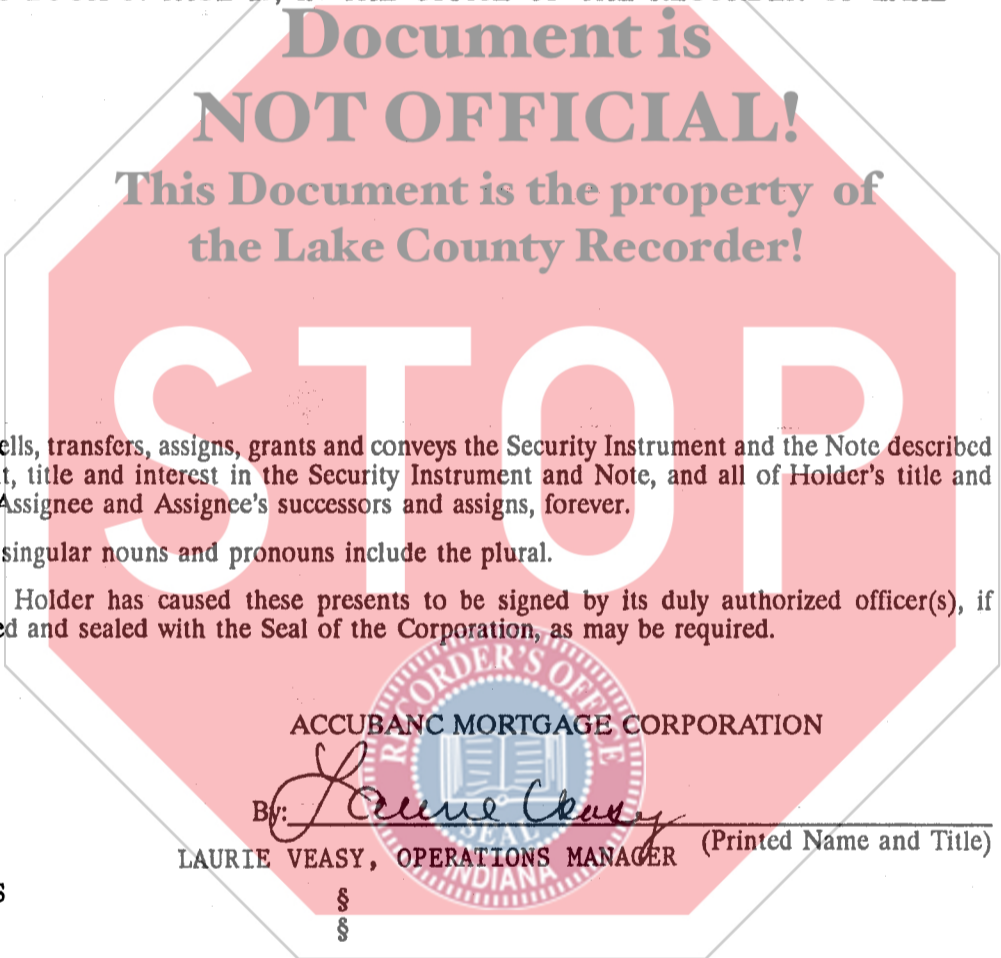 Document is
NOT OFFICIAL!
This Document is the property of
the Lake County Recorder!
STOP
ells, transfers, assigns, grants and conveys the Security Instrument and the Note described
t, title and interest in the Security Instrument and Note, and all of Holder's title and
Assignee and Assignee's successors and assigns, forever.
singular nouns and pronouns include the plural.
Holder has caused these presents to be signed by its duly authorized officer(s), if
ed and sealed with the Seal of the Corporation, as may be required.
RECORDER'S OFFICE
ACCUBANC MORTGAGE CORPORATION
By: Laurie Veasy
SEAL
(Printed Name and Title)
LAURIE VEASY, OPERATIONS MANAGER
INDIANA
S
§
§